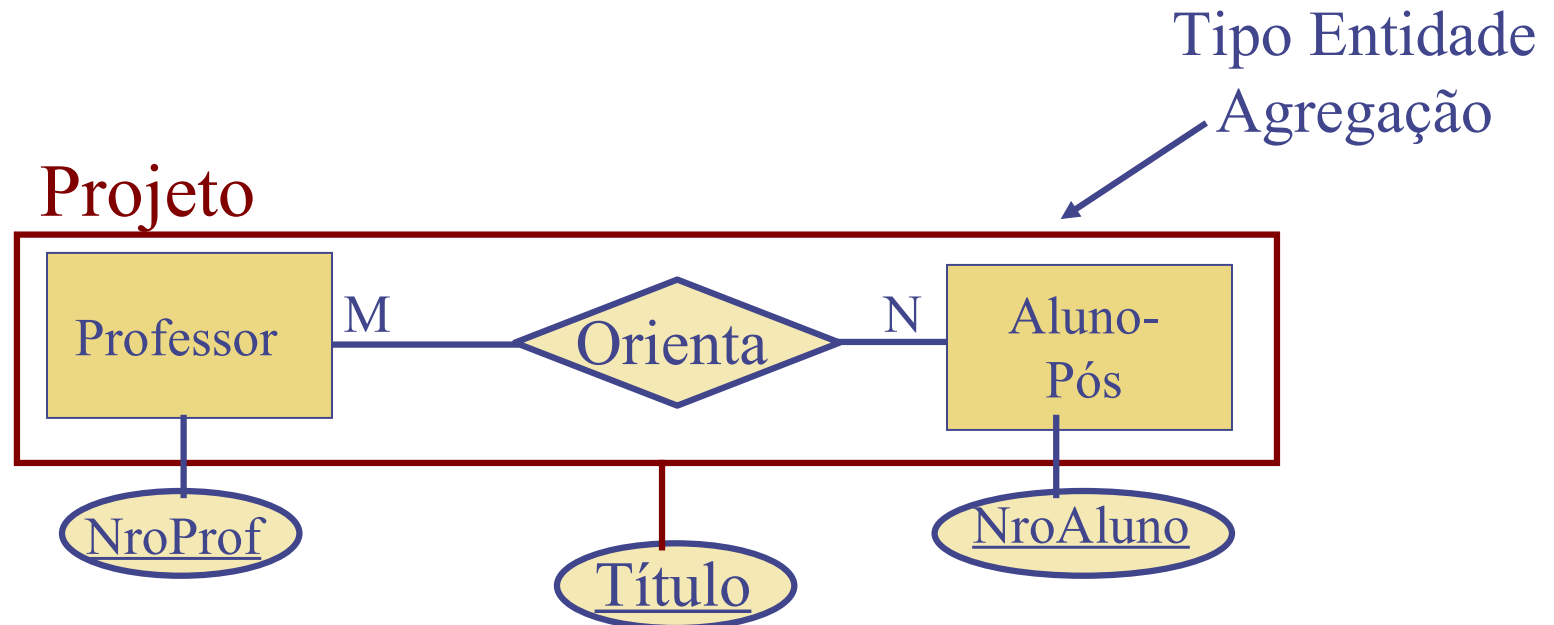 Tipo Entidade
Agregação
Projeto
Professor
M
Orienta
N
Aluno-
Pós
NroProf
Título
NroAluno